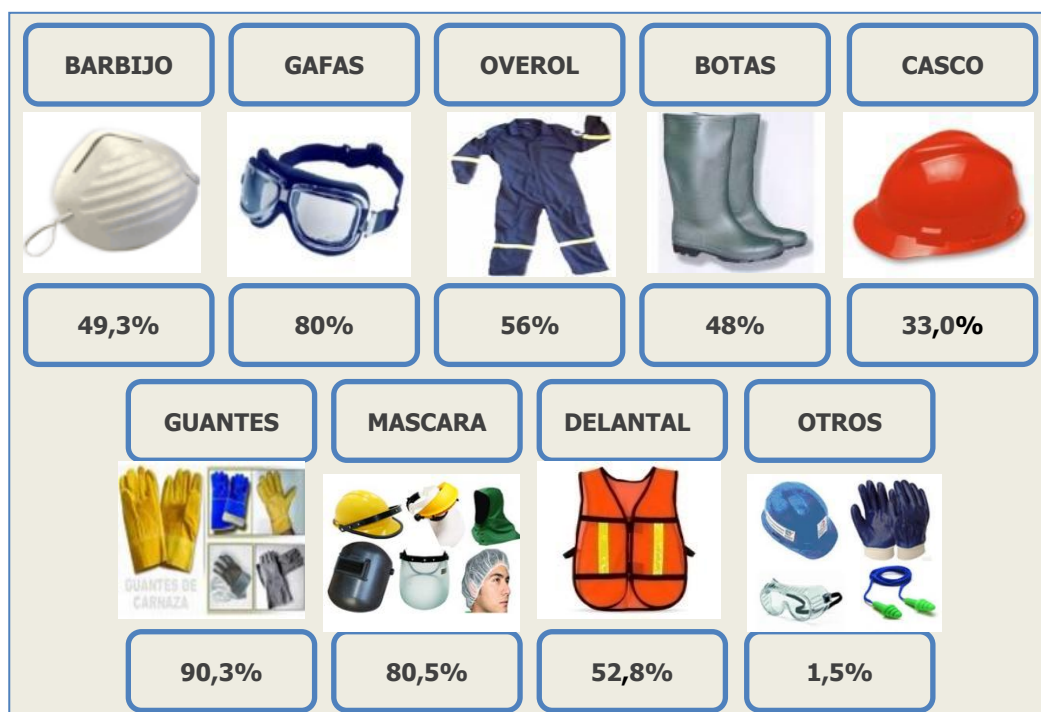 BARBIJO
GAFAS
OVEROL
BOTAS
CASCO
49,3%
80%
56%
48%
33,0%
GUANTES
MASCARA
DELANTAL
OTROS
GUANTES DE
CARNAZA
90,3%
80,5%
52,8%
1,5%